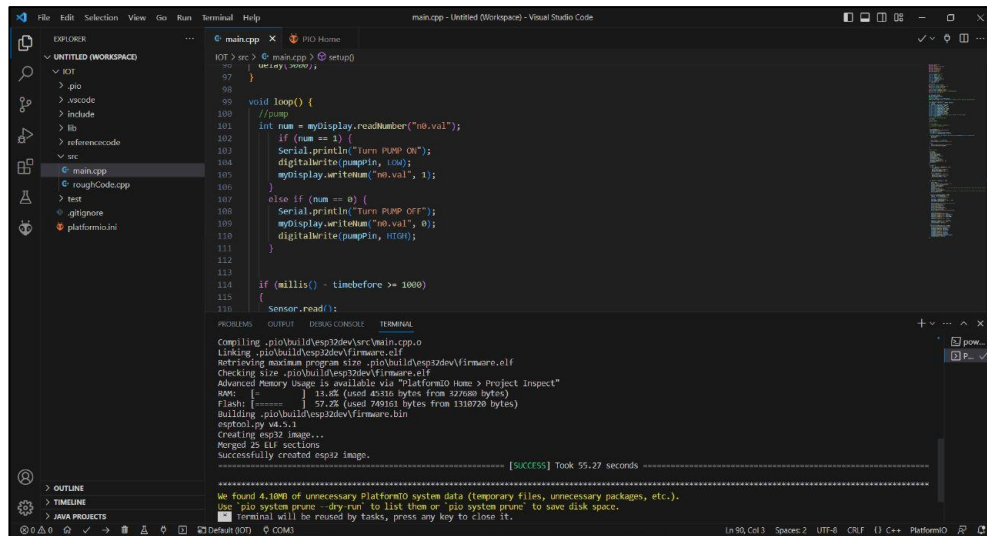 File Edit Selection View Go Run Terminal Help
main.cpp - Untitled (Workspace) - Visual Studio Code
EXPLORER
UNTITLED (WORKSPACE)
IOT
.pio
.vscode
include
lib
referencecode
src
main.cpp
roughCode.cpp
test
.gitignore
platformio.ini
OUTLINE
TIMELINE
JAVA PROJECTS
main.cpp PIO Home
IOT > src > main.cpp > setup()
96 delay(5000);
97 }
98
99 void loop() {
100 //pump
101 int num = myDisplay.readNumber("n0.val");
102 if (num == 1) {
103 Serial.println("Turn PUMP ON");
104 digitalWrite(pumpPin, LOW);
105 myDisplay.writeNum("n0.val", 1);
106 }
107 else if (num == 0) {
108 Serial.println("Turn PUMP OFF");
109 myDisplay.writeNum("n0.val", 0);
110 digitalWrite(pumpPin, HIGH);
111 }
112
113
114 if (millis() - timebefore >= 1000)
115 {
116 Sensor.read();
PROBLEMS OUTPUT DEBUG CONSOLE TERMINAL
pow...
P...
Compiling .pio\build\esp32dev\src\main.cpp.o
Linking .pio\build\esp32dev\firmware.elf
Retrieving maximum program size .pio\build\esp32dev\firmware.elf
Checking size .pio\build\esp32dev\firmware.elf
Advanced Memory Usage is available via "PlatformIO Home > Project Inspect"
RAM: [= ] 13.8% (used 45316 bytes from 327680 bytes)
Flash: [====== ] 57.2% (used 749161 bytes from 1310720 bytes)
Building .pio\build\esp32dev\firmware.bin
esptool.py v4.5.1
Creating esp32 image...
Merged 25 ELF sections
Successfully created esp32 image.
[SUCCESS] Took 55.27 seconds
We found 4.10MB of unnecessary PlatformIO system data (temporary files, unnecessary packages, etc.).
Use `pio system prune --dry-run` to list them or `pio system prune` to save disk space.
* Terminal will be reused by tasks, press any key to close it.
0 0 Default (IOT) COM3 Ln 90, Col 3 Spaces: 2 UTF-8 CRLF {} C++ PlatformIO